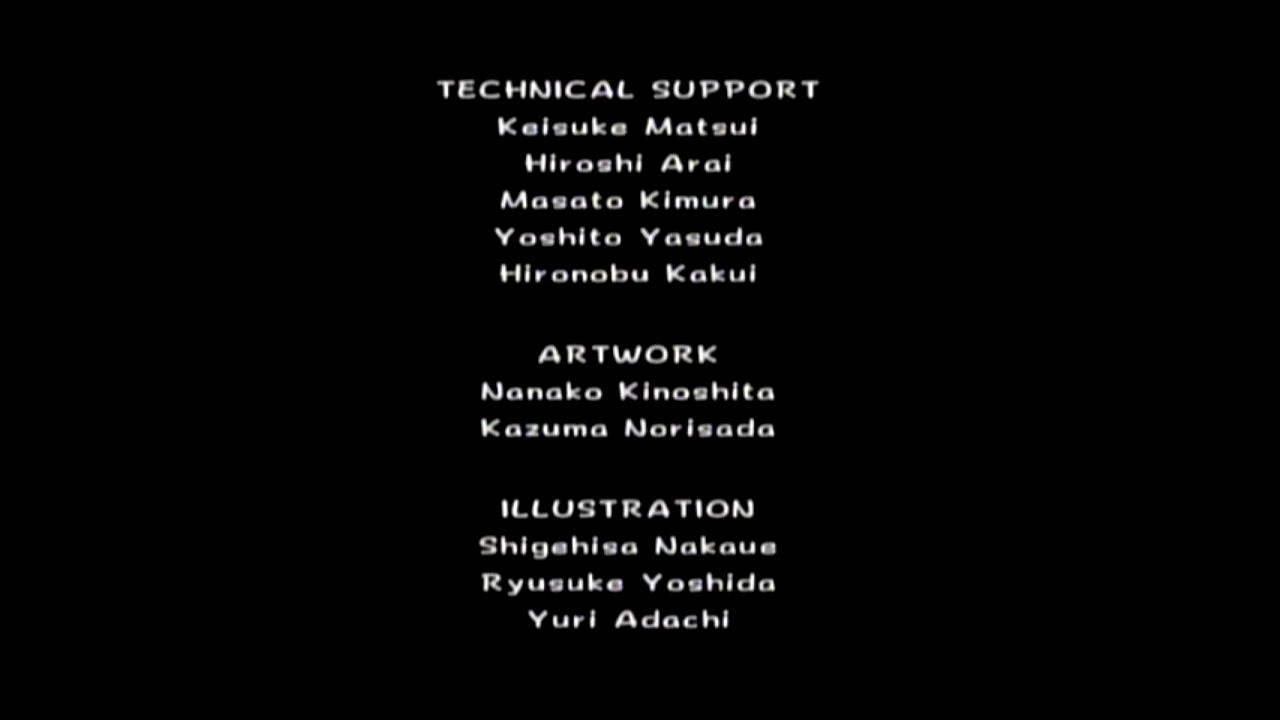 TECHNICAL SUPPORT
Keisuke Matsui
Hiroshi Arai
Masato Kimura
Yoshito Yasuda
Hironobu Kakui
ARTWORK
Nanako Kinoshita
Kazuma Norisada
ILLUSTRATION
Shigehisa Nakaue
Ryusuke Yoshida
Yuri Adachi